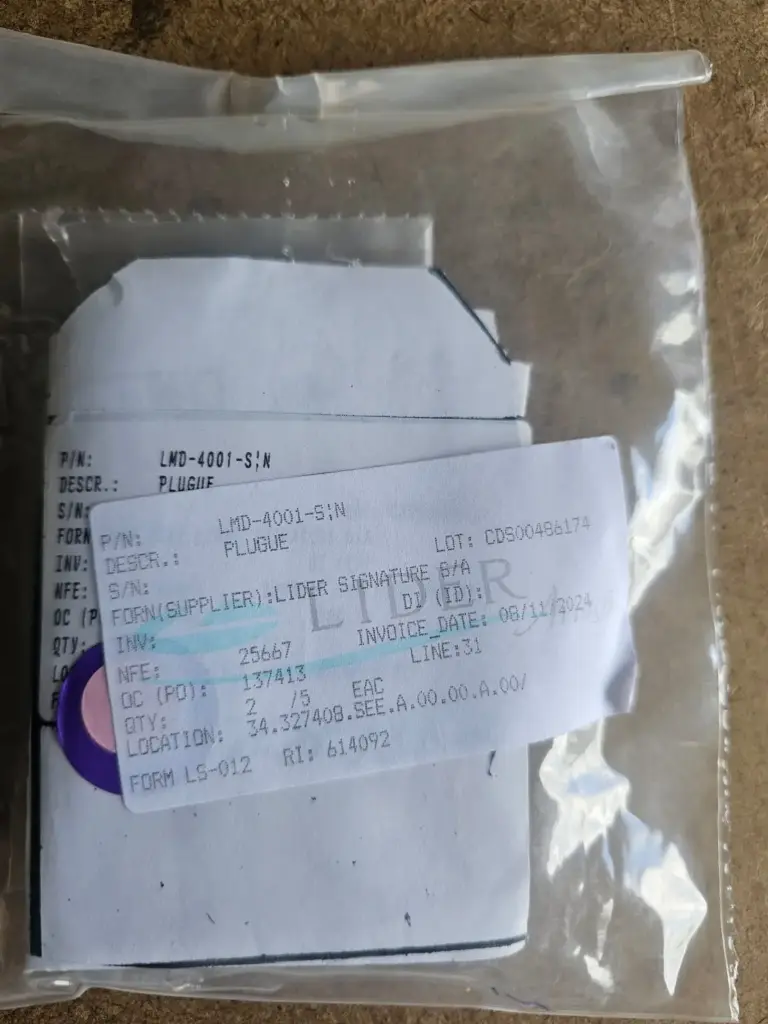 P/N: LMD-4001-S¦N
DESCR.: PLUGUE
S/N:
FORN
INV:
NFE:
QTY:
P/N: LMD-4001-S¦N
DESCR.: PLUGUE LOT: CDS00486174
S/N:
FORN(SUPPLIER):LIDER SIGNATURE S/A
INV: DI (ID):
NFE: 25667 INVOICE_DATE: 08/11/2024
OC (PO): 137413 LINE:31
QTY: 2 /5 EAC
LOCATION: 34.327408.SEE.A.00.00.A.00/
FORM LS-012 RI: 614092
LIDER